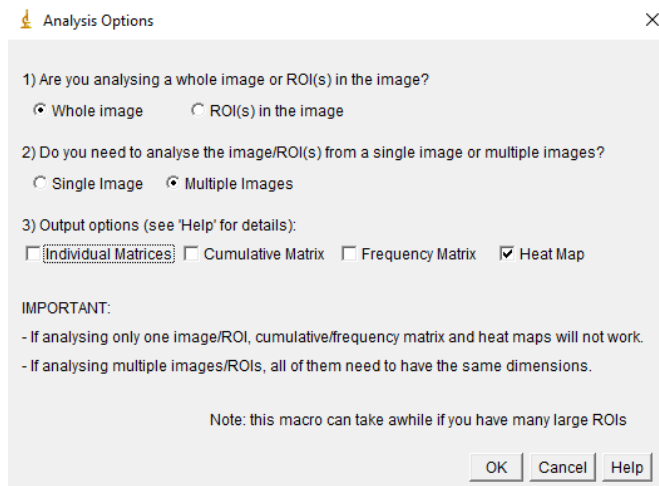 Analysis Options
1) Are you analysing a whole image or ROI(s) in the image?
Whole image ROI(s) in the image
2) Do you need to analyse the image/ROI(s) from a single image or multiple images?
Single Image Multiple Images
3) Output options (see 'Help' for details):
Individual Matrices Cumulative Matrix Frequency Matrix Heat Map
IMPORTANT:
- If analysing only one image/ROI, cumulative/frequency matrix and heat maps will not work.
- If analysing multiple images/ROIs, all of them need to have the same dimensions.
Note: this macro can take awhile if you have many large ROIs
OK Cancel Help